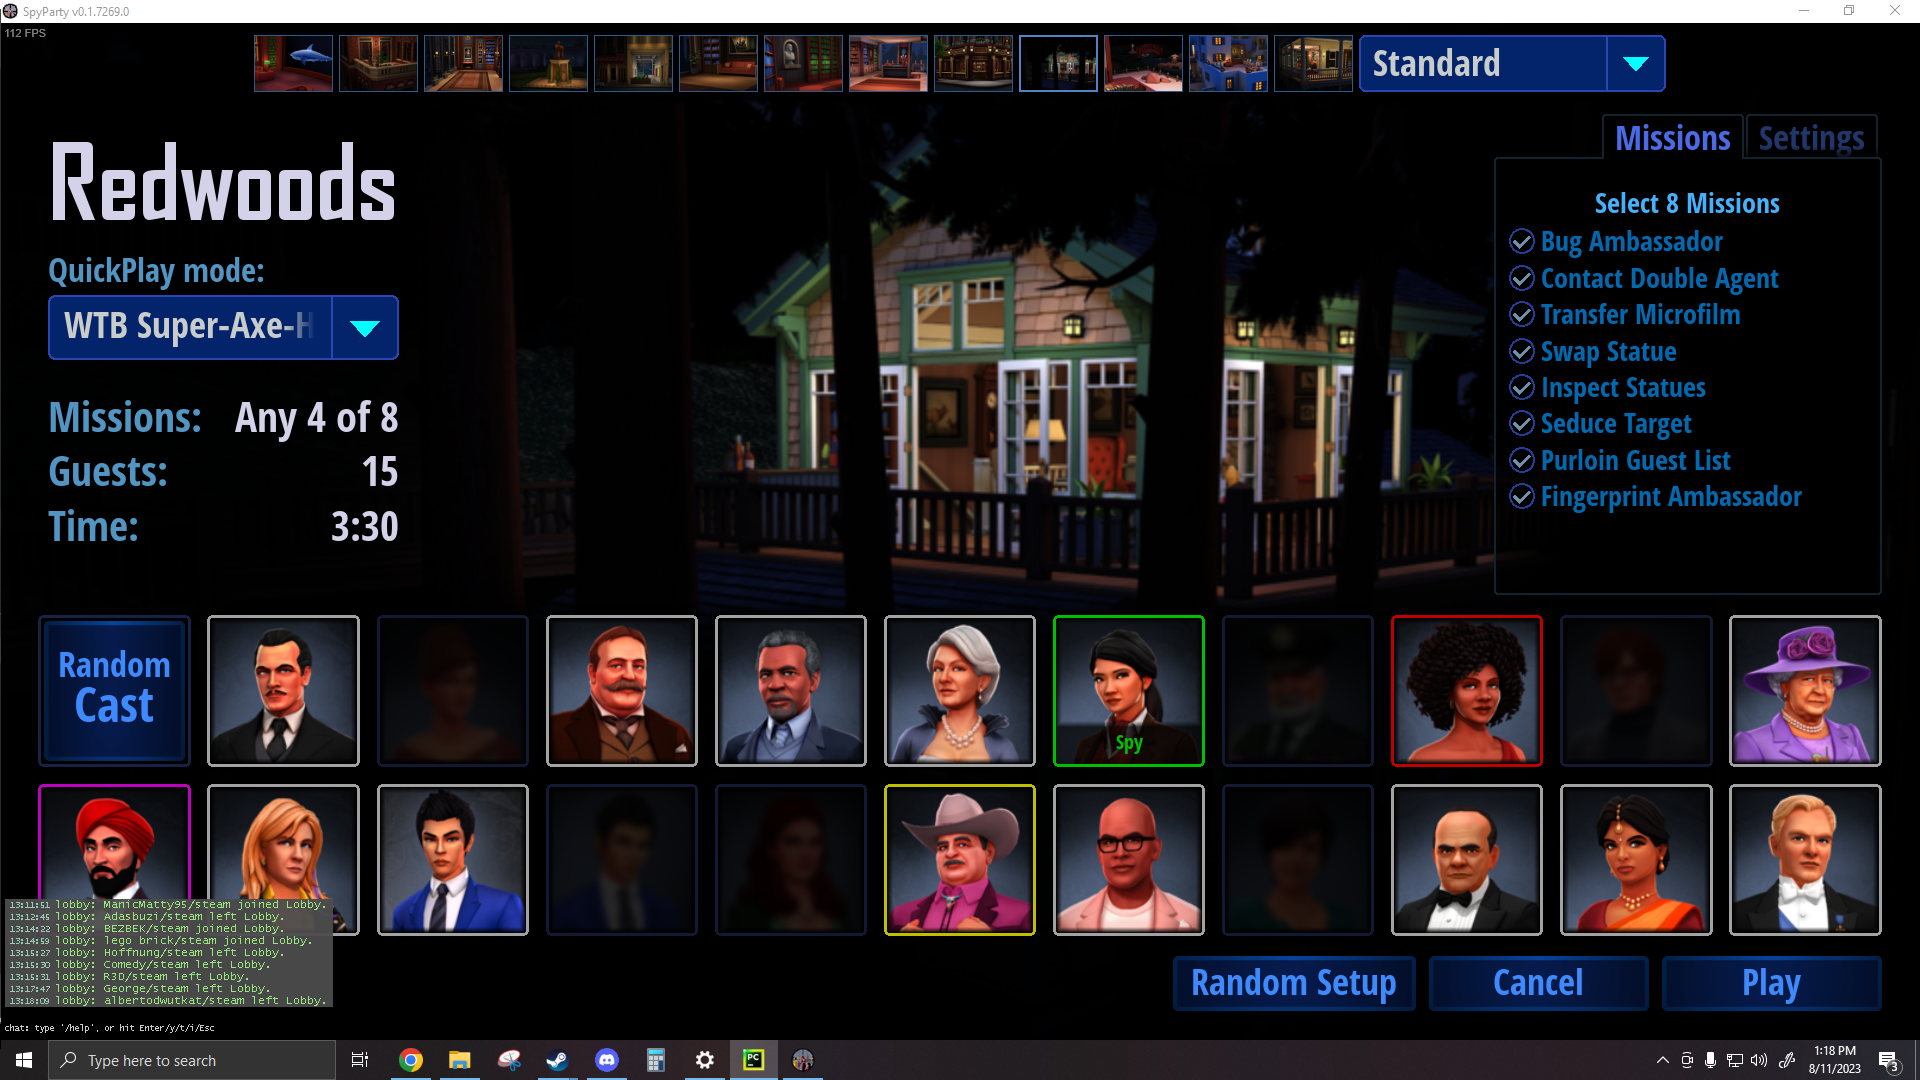 SpyParty v0.1.7269.0
112 FPS
Standard
Redwoods
QuickPlay mode:
WTB Super-Axe-H
Missions: Any 4 of 8
Guests: 15
Time: 3:30
Missions
Settings
Select 8 Missions
Bug Ambassador
Contact Double Agent
Transfer Microfilm
Swap Statue
Inspect Statues
Seduce Target
Purloin Guest List
Fingerprint Ambassador
Random
Cast
Spy
13:11:51 lobby: ManicMatty95/steam joined Lobby.
13:12:45 lobby: Adasbuzi/steam left Lobby.
13:14:22 lobby: BEZBEK/steam joined Lobby.
13:14:59 lobby: lego brick/steam joined Lobby.
13:15:27 lobby: Hoffnung/steam left Lobby.
13:15:30 lobby: Comedy/steam left Lobby.
13:15:31 lobby: R3D/steam left Lobby.
13:17:47 lobby: George/steam left Lobby.
13:18:09 lobby: albertodwutkat/steam left Lobby.
chat: type '/help', or hit Enter/y/t/i/Esc
Random Setup
Cancel
Play
Type here to search
PC
1:18 PM
8/11/2023
3